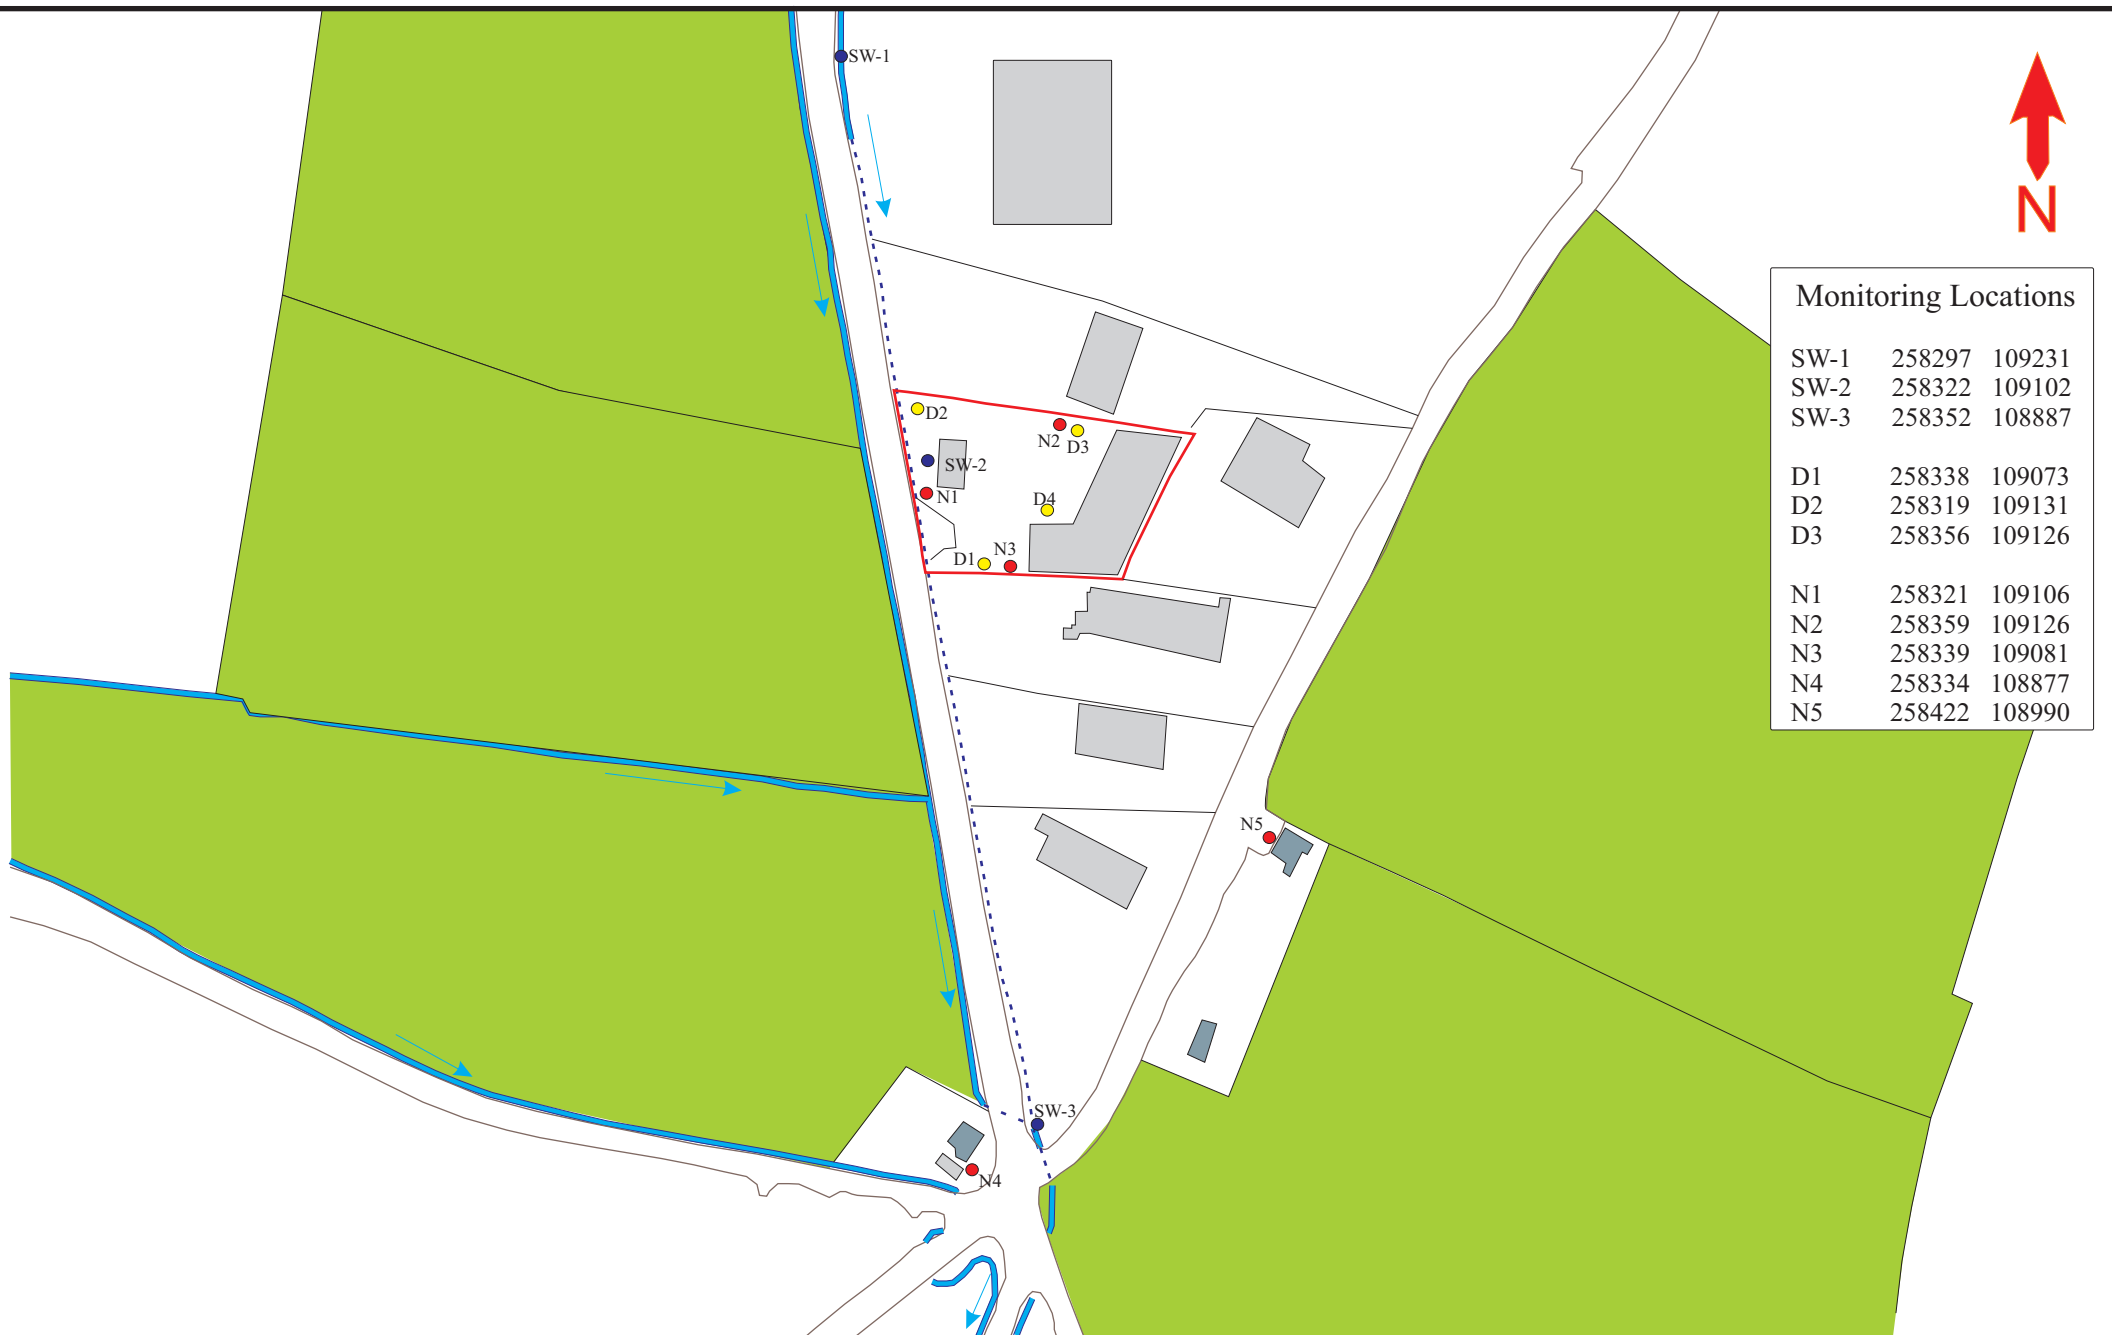 SW-1
N
Monitoring Locations
SW-1 258297 109231
SW-2 258322 109102
SW-3 258352 108887
D1 258338 109073
D2 258319 109131
D3 258356 109126
N1 258321 109106
N2 258359 109126
N3 258339 109081
N4 258334 108877
N5 258422 108990
D2
N2
D3
SW-2
N1
D4
D1
N3
N5
SW-3
N4